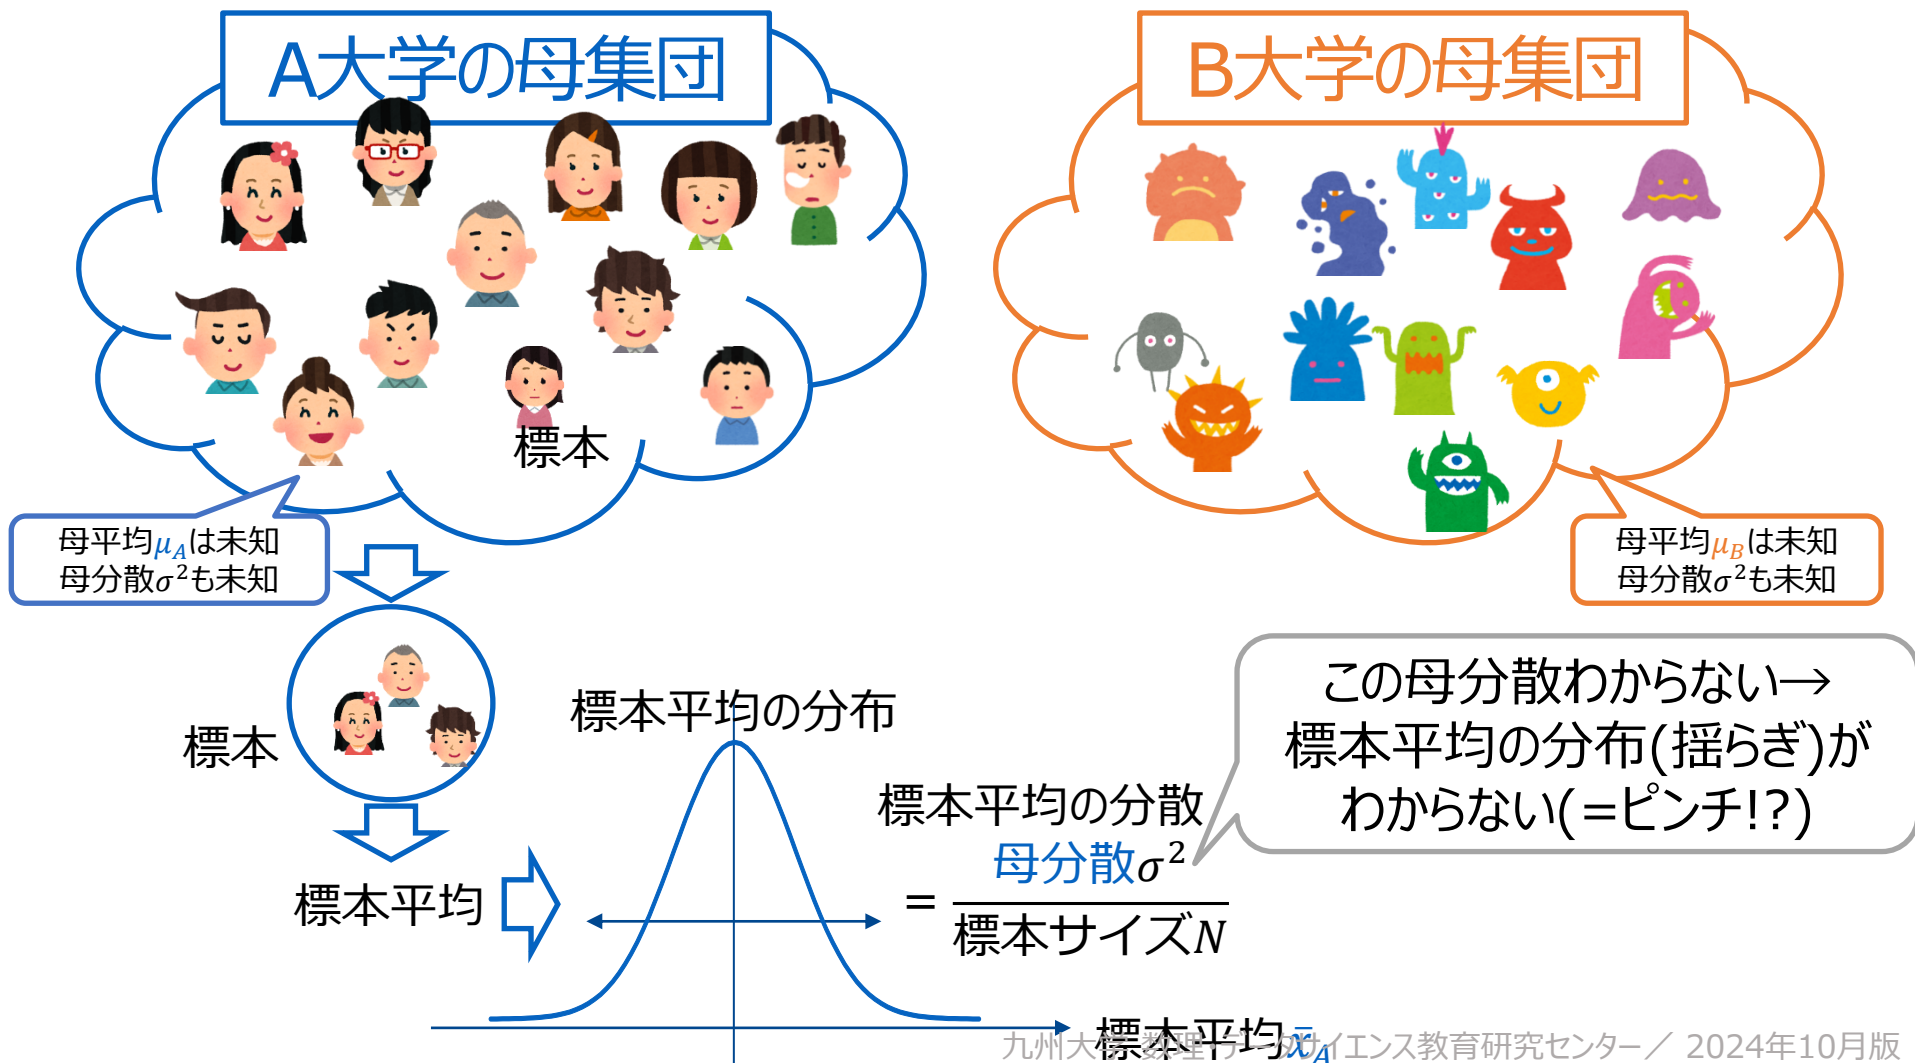 A大学の母集団
B大学の母集団
標本
母平均μ_Aは未知
母分散σ²も未知
母平均μ_Bは未知
母分散σ²も未知
標本
標本平均
標本平均の分布
標本平均の分散
= 母分散σ²
標本サイズN
この母分散わからない→
標本平均の分布(揺らぎ)が
わからない(=ピンチ!?)
標本平均x̄_A
九州大学 数理・データサイエンス教育研究センター／ 2024年10月版